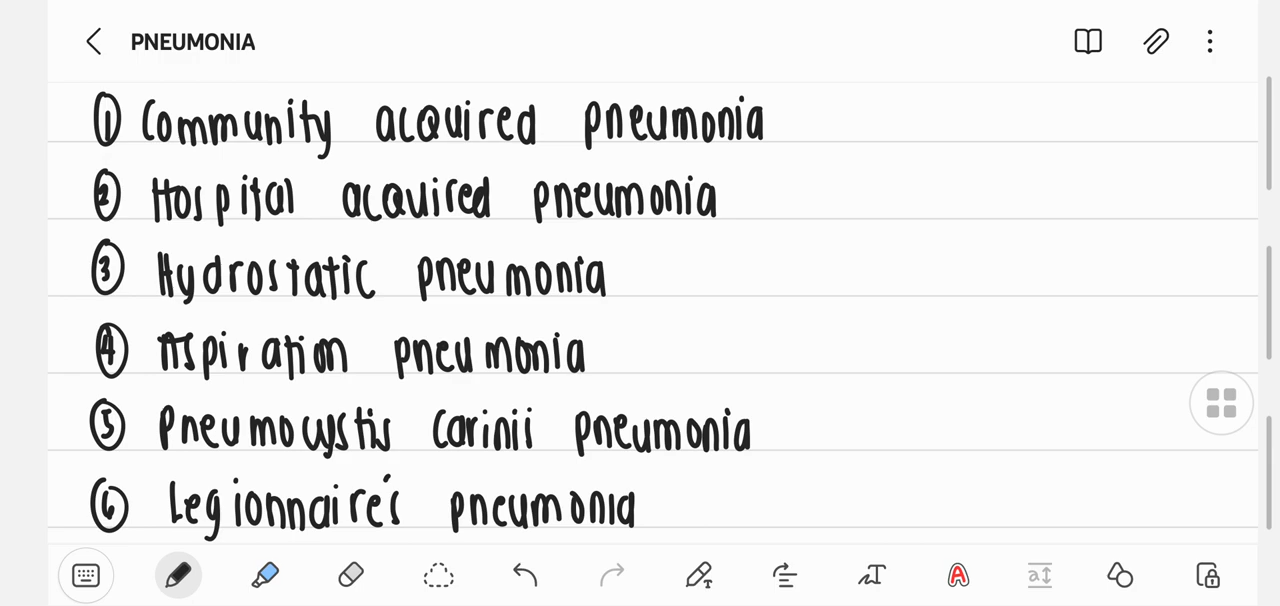 PNEUMONIA
① Community acquired pneumonia
② Hospital acquired pneumonia
③ Hydrostatic pneumonia
④ Aspiration pneumonia
⑤ Pneumocystis carinii pneumonia
⑥ Legionnaire's pneumonia